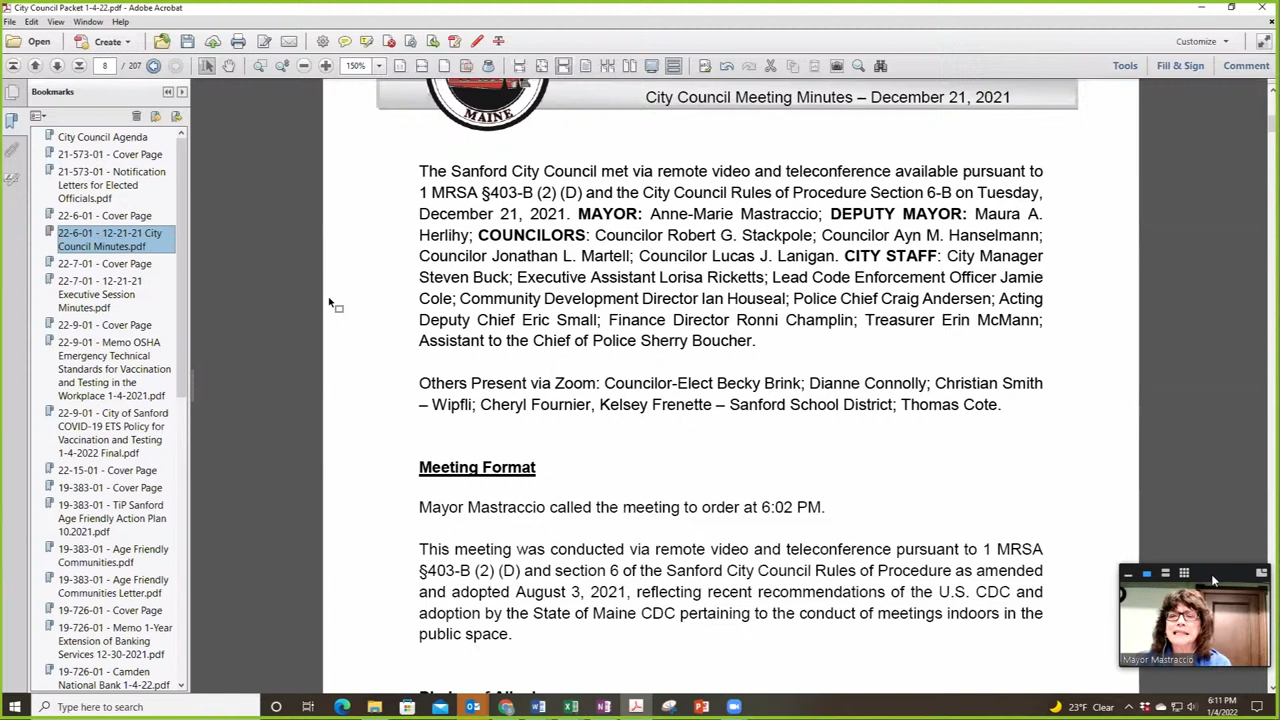 City Council Packet 1-4-22.pdf - Adobe Acrobat
File Edit View Window Help
Open Create Customize
8 / 207 150% Tools Fill & Sign Comment
Bookmarks
City Council Agenda
21-573-01 - Cover Page
21-573-01 - Notification
Letters for Elected
Officials.pdf
22-6-01 - Cover Page
22-6-01 - 12-21-21 City
Council Minutes.pdf
22-7-01 - Cover Page
22-7-01 - 12-21-21
Executive Session
Minutes.pdf
22-9-01 - Cover Page
22-9-01 - Memo OSHA
Emergency Technical
Standards for Vaccination
and Testing in the
Workplace 1-4-2021.pdf
22-9-01 - City of Sanford
COVID-19 ETS Policy for
Vaccination and Testing
1-4-2022 Final.pdf
22-15-01 - Cover Page
19-383-01 - Cover Page
19-383-01 - TiP Sanford
Age Friendly Action Plan
10.2021.pdf
19-383-01 - Age Friendly
Communities.pdf
19-383-01 - Age Friendly
Communities Letter.pdf
19-726-01 - Cover Page
19-726-01 - Memo 1-Year
Extension of Banking
Services 12-30-2021.pdf
19-726-01 - Camden
National Bank 1-4-22.pdf
MAINE
City Council Meeting Minutes – December 21, 2021
The Sanford City Council met via remote video and teleconference available pursuant to
1 MRSA §403-B (2) (D) and the City Council Rules of Procedure Section 6-B on Tuesday,
December 21, 2021. MAYOR: Anne-Marie Mastraccio; DEPUTY MAYOR: Maura A.
Herlihy; COUNCILORS: Councilor Robert G. Stackpole; Councilor Ayn M. Hanselmann;
Councilor Jonathan L. Martell; Councilor Lucas J. Lanigan. CITY STAFF: City Manager
Steven Buck; Executive Assistant Lorisa Ricketts; Lead Code Enforcement Officer Jamie
Cole; Community Development Director Ian Houseal; Police Chief Craig Andersen; Acting
Deputy Chief Eric Small; Finance Director Ronni Champlin; Treasurer Erin McMann;
Assistant to the Chief of Police Sherry Boucher.
Others Present via Zoom: Councilor-Elect Becky Brink; Dianne Connolly; Christian Smith
– Wipfli; Cheryl Fournier, Kelsey Frenette – Sanford School District; Thomas Cote.
Meeting Format
Mayor Mastraccio called the meeting to order at 6:02 PM.
This meeting was conducted via remote video and teleconference pursuant to 1 MRSA
§403-B (2) (D) and section 6 of the Sanford City Council Rules of Procedure as amended
and adopted August 3, 2021, reflecting recent recommendations of the U.S. CDC and
adoption by the State of Maine CDC pertaining to the conduct of meetings indoors in the
public space.
Mayor Mastraccio
Type here to search
23°F Clear
6:11 PM
1/4/2022